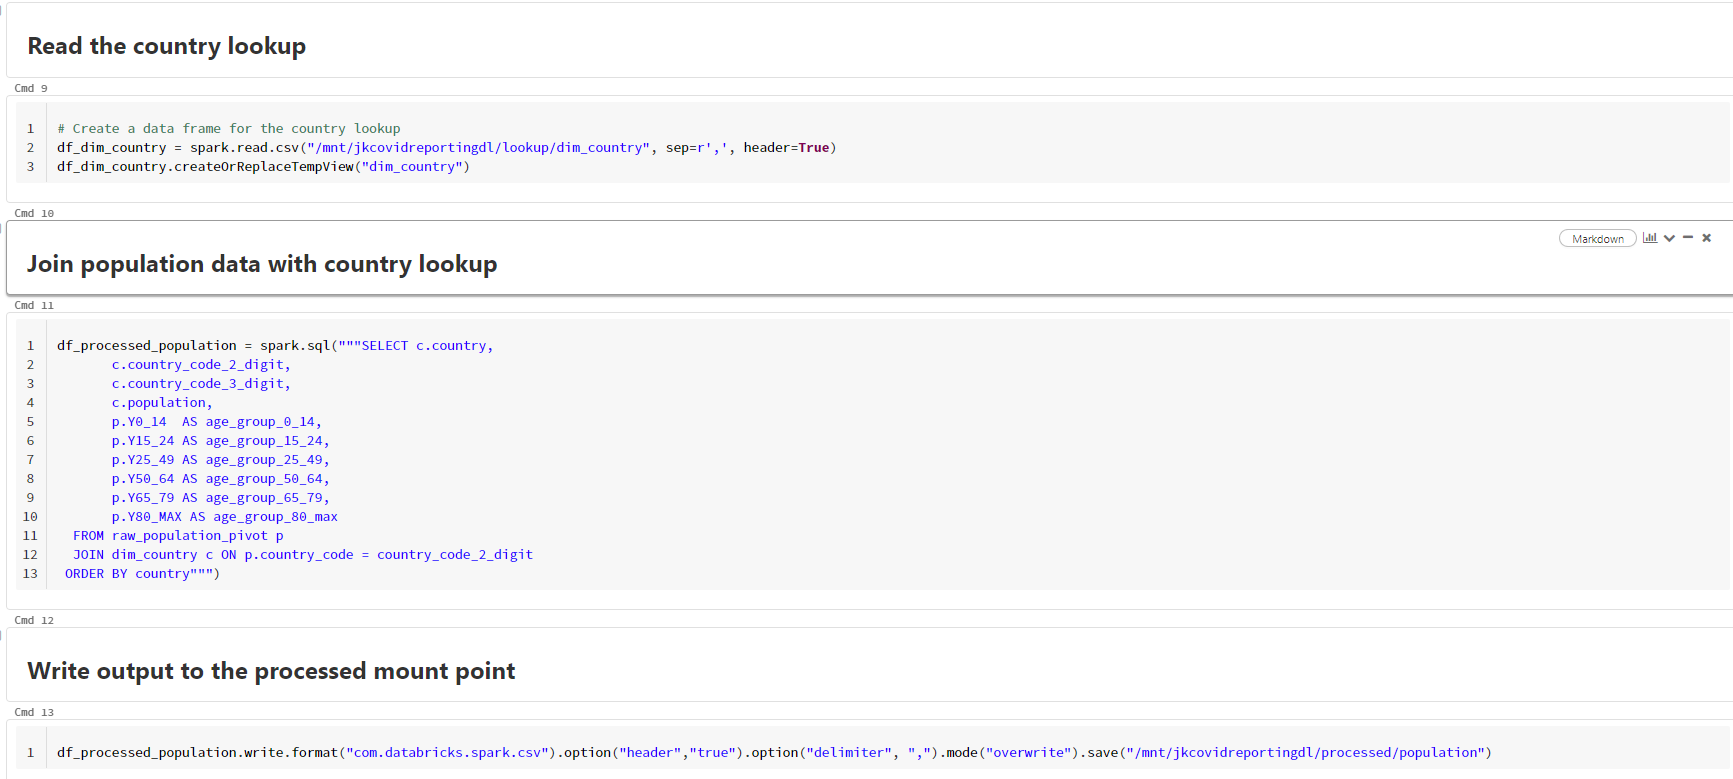 Read the country lookup
Cmd 9
1 # Create a data frame for the country lookup
2 df_dim_country = spark.read.csv("/mnt/jkcovidreportingdl/lookup/dim_country", sep=r',', header=True)
3 df_dim_country.createOrReplaceTempView("dim_country")
Cmd 10
Markdown
Join population data with country lookup
Cmd 11
1 df_processed_population = spark.sql("""SELECT c.country,
2        c.country_code_2_digit,
3        c.country_code_3_digit,
4        c.population,
5        p.Y0_14  AS age_group_0_14,
6        p.Y15_24 AS age_group_15_24,
7        p.Y25_49 AS age_group_25_49,
8        p.Y50_64 AS age_group_50_64,
9        p.Y65_79 AS age_group_65_79,
10        p.Y80_MAX AS age_group_80_max
11   FROM raw_population_pivot p
12   JOIN dim_country c ON p.country_code = country_code_2_digit
13  ORDER BY country""")
Cmd 12
Write output to the processed mount point
Cmd 13
1 df_processed_population.write.format("com.databricks.spark.csv").option("header","true").option("delimiter", ",").mode("overwrite").save("/mnt/jkcovidreportingdl/processed/population")